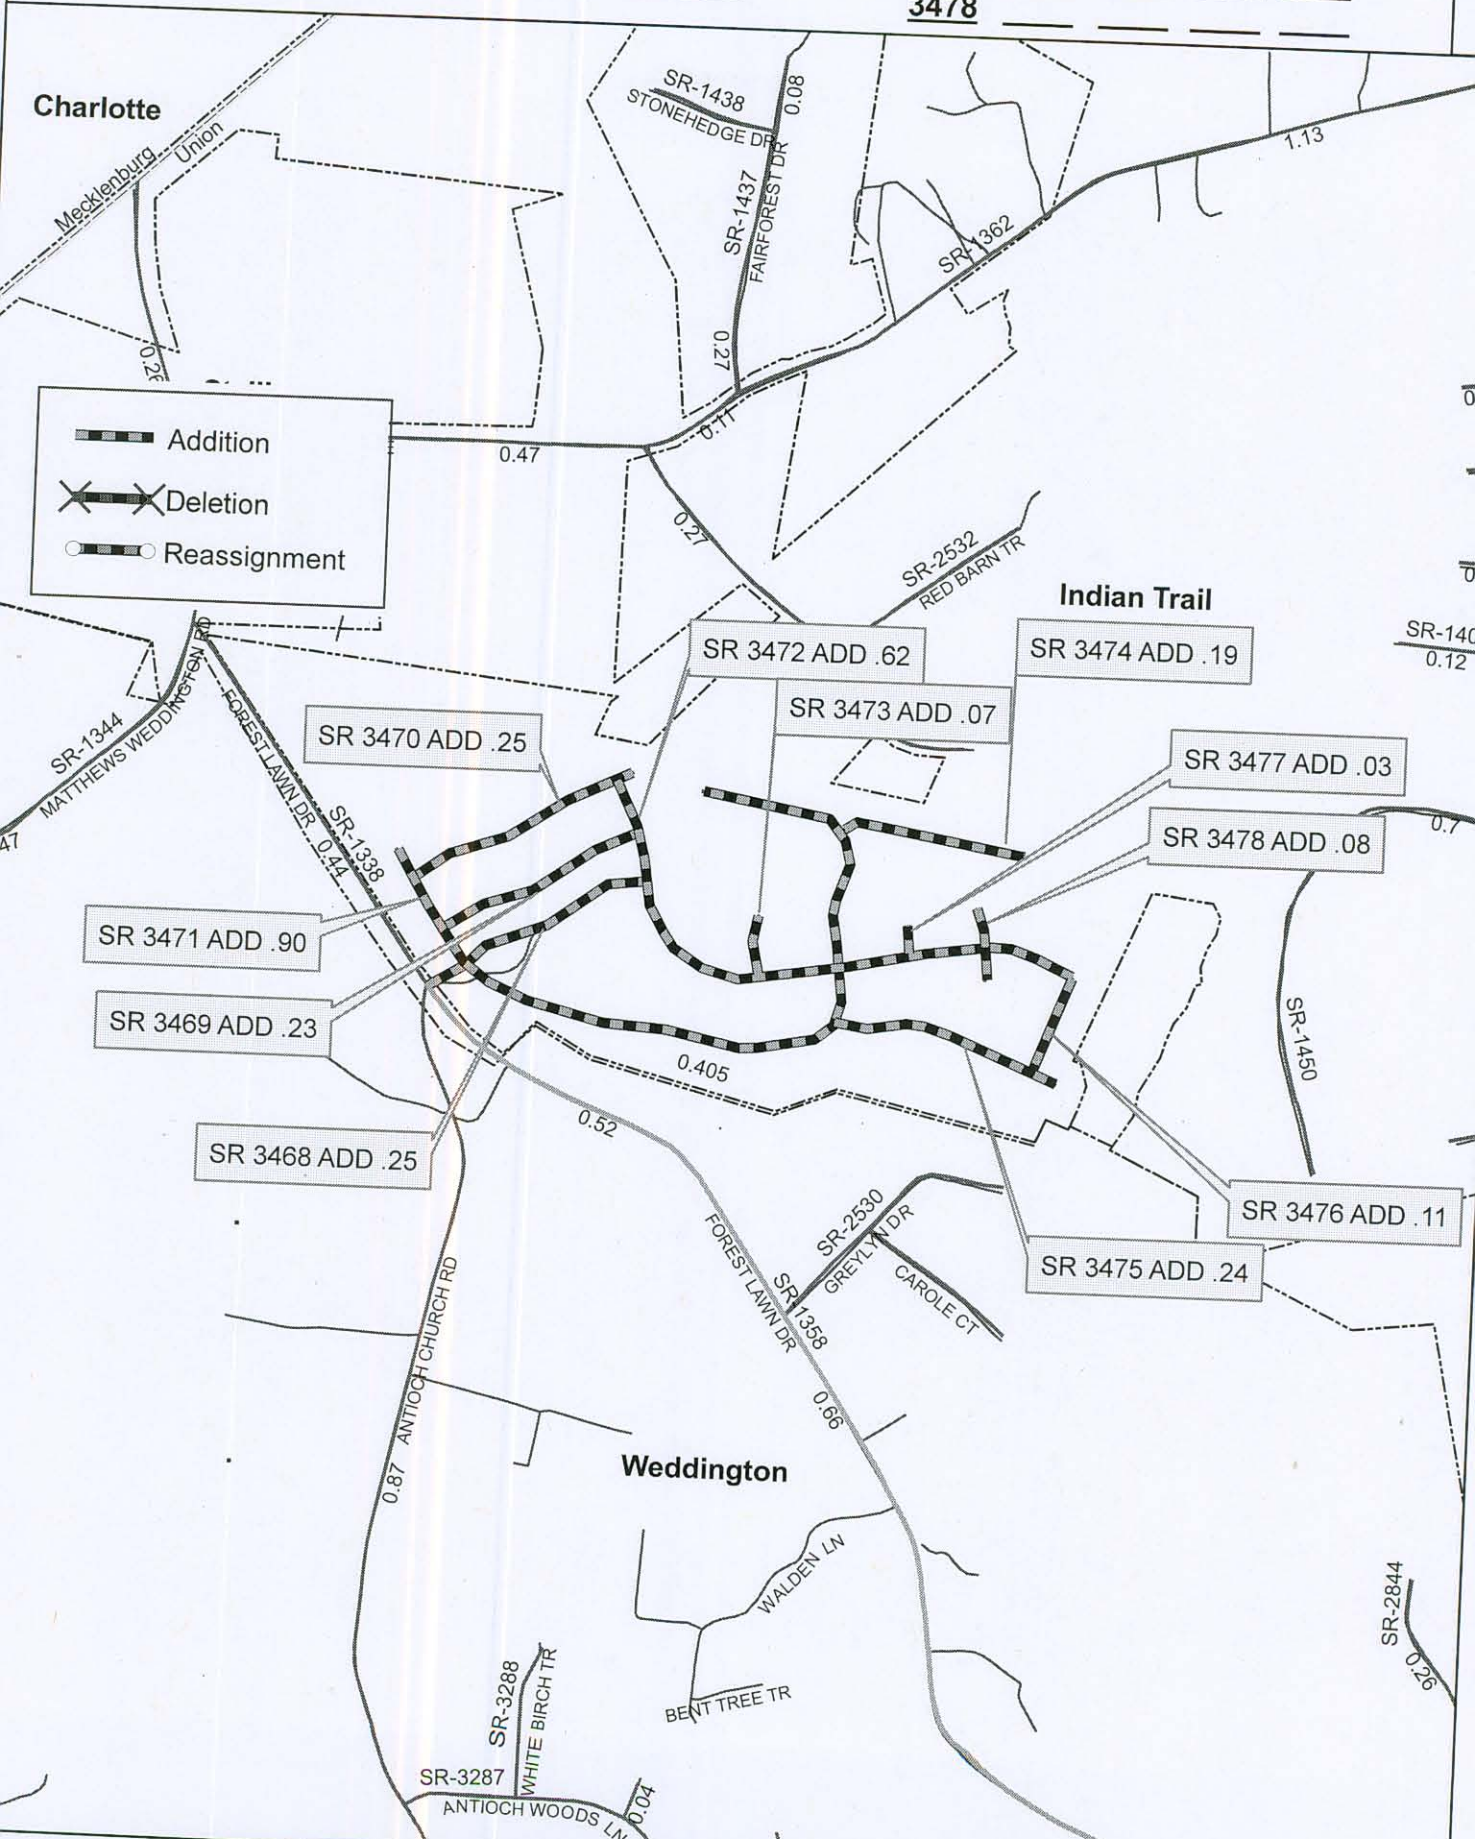 3478
Charlotte
Mecklenburg
Union
SR-1438
STONEHEDGE DR
0.08
SR-1437
FAIRFOREST DR
0.27
SR-1362
1.13
0.26
0.11
0.47
Addition
Deletion
Reassignment
0.27
SR-2532
RED BARN TR
Indian Trail
SR-140
0.12
SR 3472 ADD .62
SR 3474 ADD .19
SR 3473 ADD .07
SR 3470 ADD .25
SR 3477 ADD .03
SR 3478 ADD .08
0.7
SR-1344
MATTHEWS WEDDINGTON RD
47
FOREST LAWN DR
0.44
SR-1338
SR 3471 ADD .90
SR 3469 ADD .23
SR 3468 ADD .25
0.405
0.52
SR-1450
SR 3476 ADD .11
SR 3475 ADD .24
SR-2530
GREYLYN DR
CAROLE CT
FOREST LAWN DR
SR-1358
0.66
ANTIOCH CHURCH RD
0.87
Weddington
WALDEN LN
BENT TREE TR
SR-3288
WHITE BIRCH TR
SR-3287
ANTIOCH WOODS LN
0.04
SR-2844
0.26